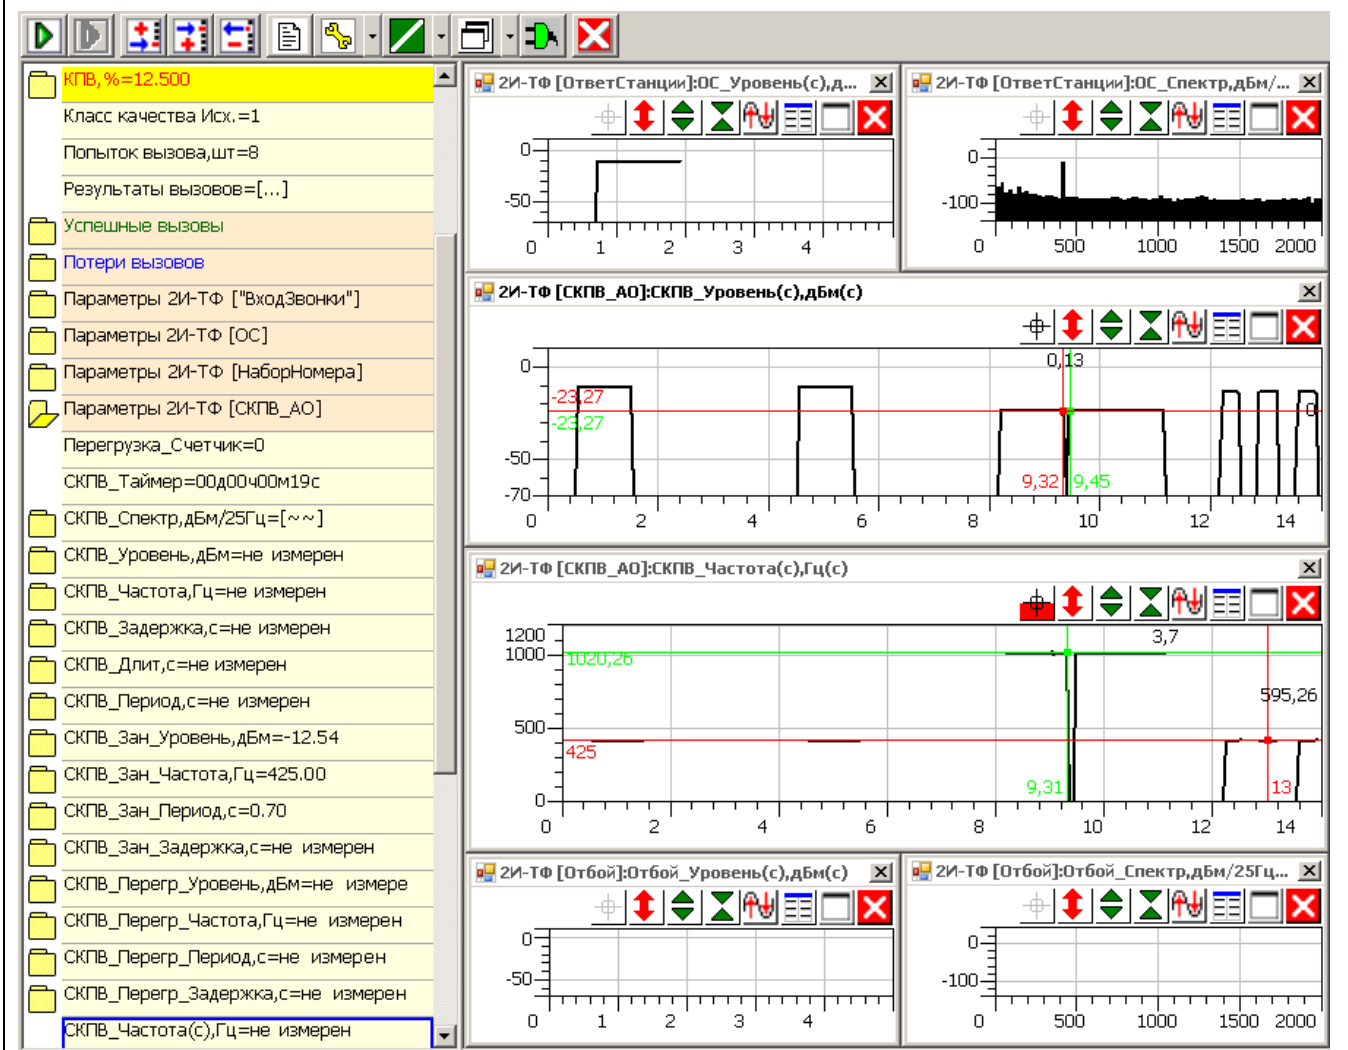 КПВ,%=12.500
Класс качества Исх.=1
Попыток вызова,шт=8
Результаты вызовов=[...]
Успешные вызовы
Потери вызовов
Параметры 2И-ТФ ["ВходЗвонки"]
Параметры 2И-ТФ [ОС]
Параметры 2И-ТФ [НаборНомера]
Параметры 2И-ТФ [СКПВ_АО]
Перегрузка_Счетчик=0
СКПВ_Таймер=00д00ч00м19с
СКПВ_Спектр,дБм/25Гц=[~~]
СКПВ_Уровень,дБм=не измерен
СКПВ_Частота,Гц=не измерен
СКПВ_Задержка,с=не измерен
СКПВ_Длит,с=не измерен
СКПВ_Период,с=не измерен
СКПВ_Зан_Уровень,дБм=-12.54
СКПВ_Зан_Частота,Гц=425.00
СКПВ_Зан_Период,с=0.70
СКПВ_Зан_Задержка,с=не измерен
СКПВ_Перегр_Уровень,дБм=не измере
СКПВ_Перегр_Частота,Гц=не измерен
СКПВ_Перегр_Период,с=не измерен
СКПВ_Перегр_Задержка,с=не измерен
СКПВ_Частота(с),Гц=не измерен
2И-ТФ [ОтветСтанции]:ОС_Уровень(с),д...
0
-50
0 1 2 3 4
2И-ТФ [ОтветСтанции]:ОС_Спектр,дБм/...
0
-100
0 500 1000 1500 2000
2И-ТФ [СКПВ_АО]:СКПВ_Уровень(с),дБм(с)
0,13
0
-23,27
0
-23,27
-50
9,32 9,45
-70
0 2 4 6 8 10 12 14
2И-ТФ [СКПВ_АО]:СКПВ_Частота(с),Гц(с)
1200
3,7
1000
1020,26
595,26
500
425
9,31 13
0
0 2 4 6 8 10 12 14
2И-ТФ [Отбой]:Отбой_Уровень(с),дБм(с)
0
-50
0 1 2 3 4
2И-ТФ [Отбой]:Отбой_Спектр,дБм/25Гц...
0
-100
0 500 1000 1500 2000